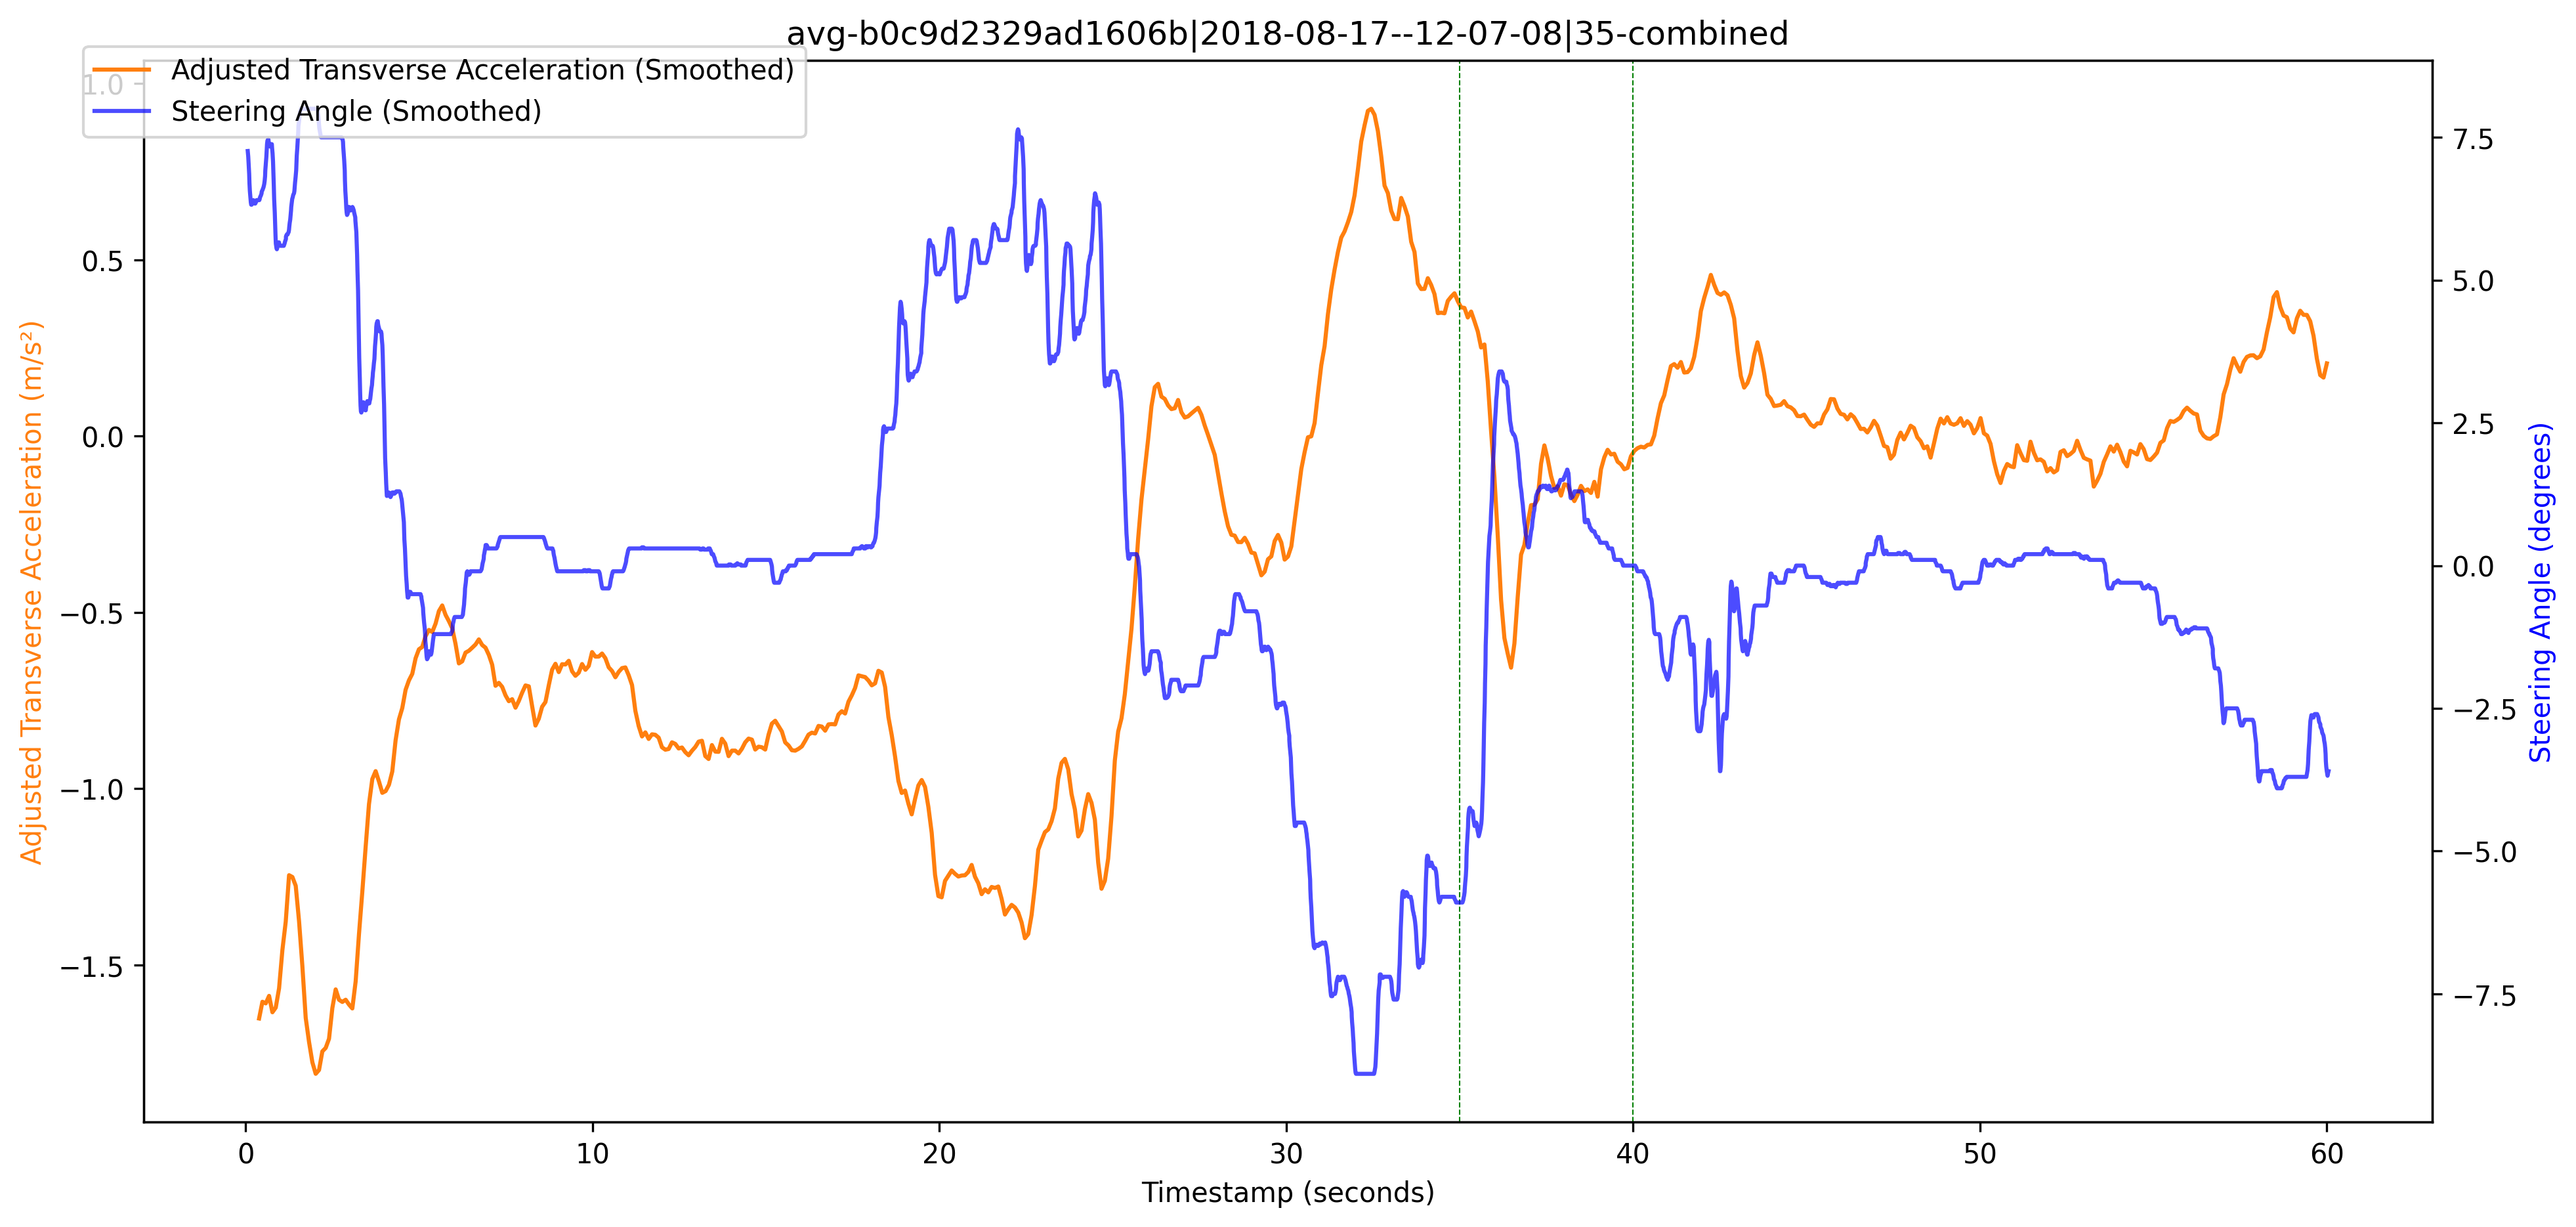 avg-b0c9d2329ad1606b|2018-08-17--12-07-08|35-combined
Adjusted Transverse Acceleration (Smoothed)
Steering Angle (Smoothed)
1.0
0.5
0.0
−0.5
−1.0
−1.5
Adjusted Transverse Acceleration (m/s²)
7.5
5.0
2.5
0.0
−2.5
−5.0
−7.5
Steering Angle (degrees)
0 10 20 30 40 50 60
Timestamp (seconds)